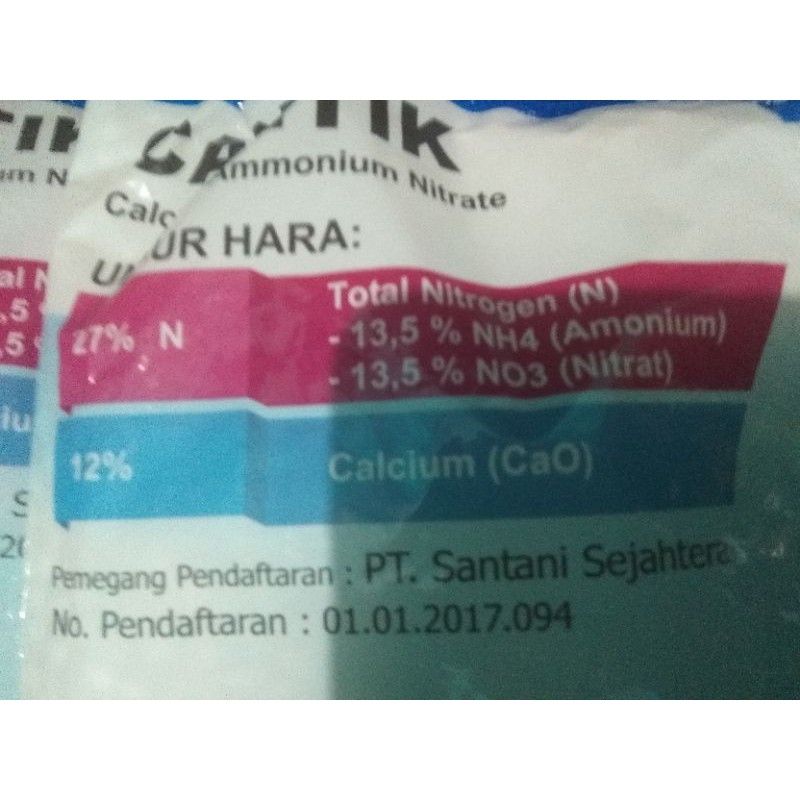 Ammonium Nitrate
Calc
UR HARA:
27% N
Total Nitrogen (N)
- 13,5 % NH4 (Amonium)
- 13,5 % NO3 (Nitrat)
12%
Calcium (CaO)
Pemegang Pendaftaran : PT. Santani Sejahtera
No. Pendaftaran : 01.01.2017.094